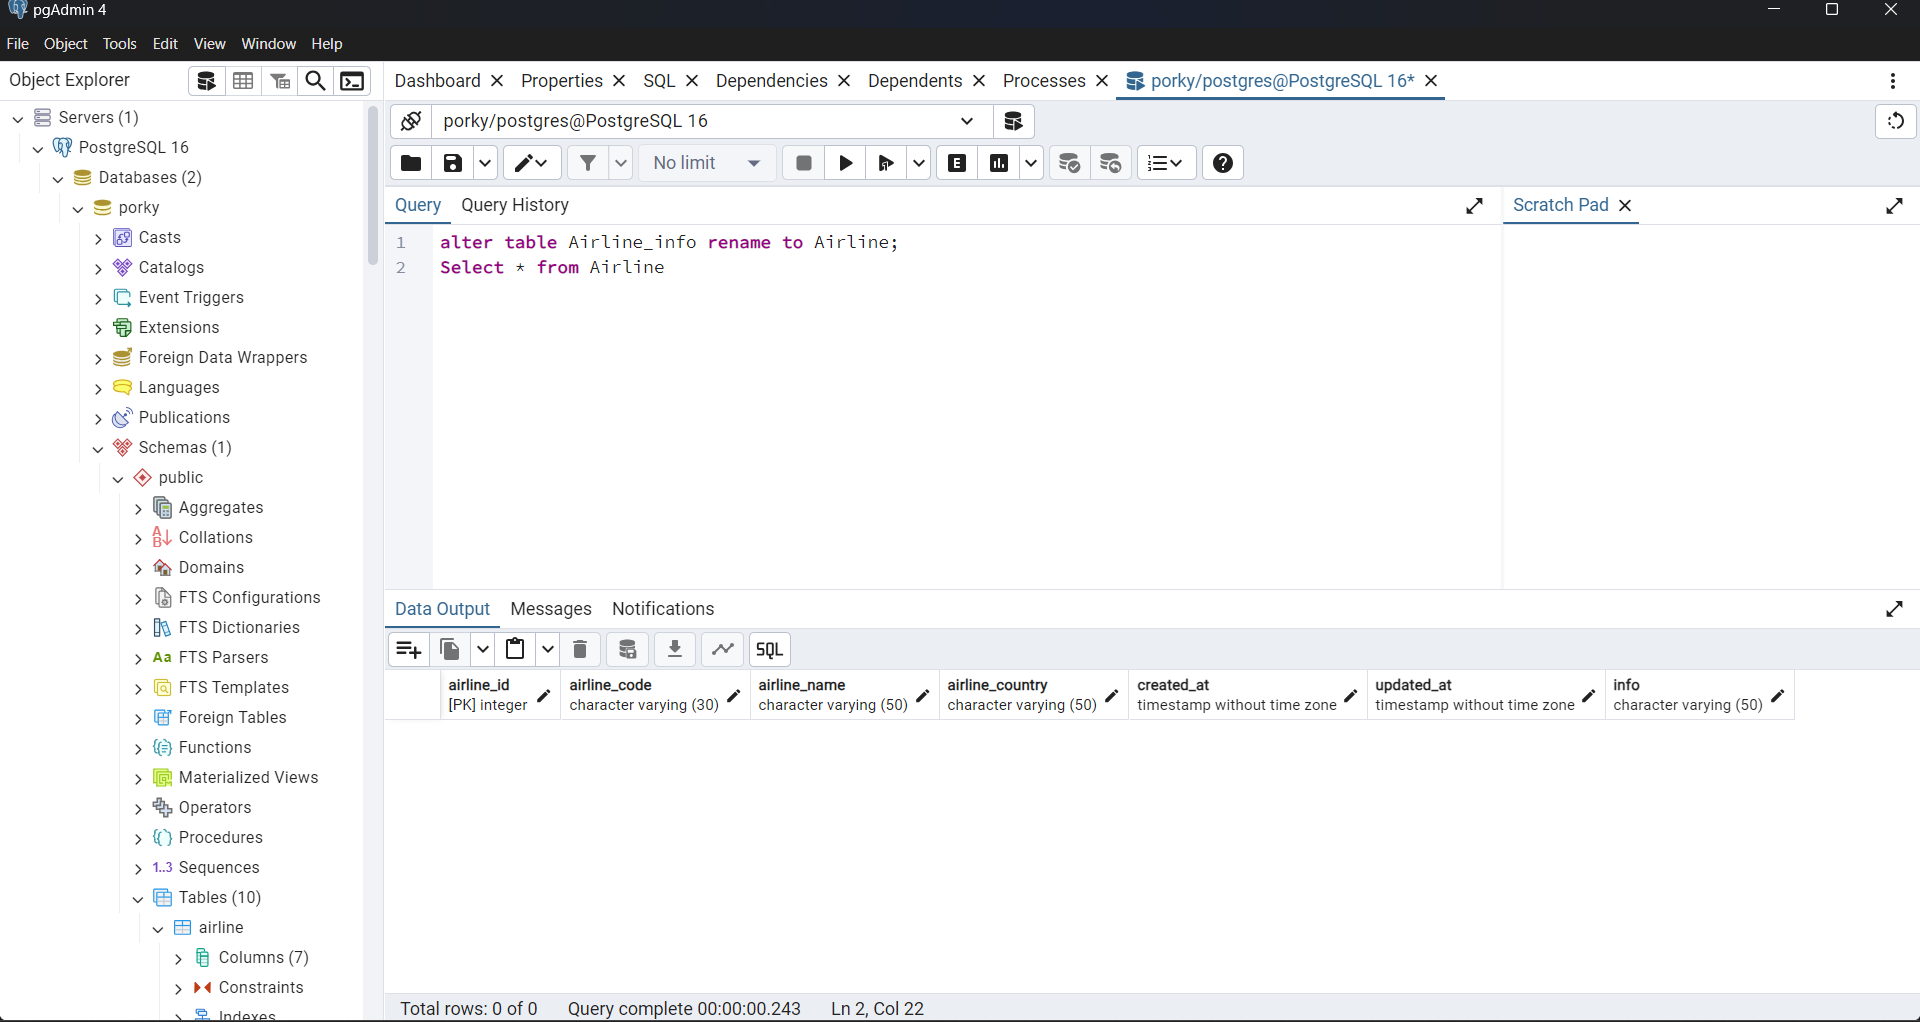 pgAdmin 4
File Object Tools Edit View Window Help
Object Explorer
Dashboard Properties SQL Dependencies Dependents Processes porky/postgres@PostgreSQL 16*
Servers (1)
PostgreSQL 16
Databases (2)
porky
Casts
Catalogs
Event Triggers
Extensions
Foreign Data Wrappers
Languages
Publications
Schemas (1)
public
Aggregates
Collations
Domains
FTS Configurations
FTS Dictionaries
Aa FTS Parsers
FTS Templates
Foreign Tables
Functions
Materialized Views
Operators
Procedures
1..3 Sequences
Tables (10)
airline
Columns (7)
Constraints
Indexes
porky/postgres@PostgreSQL 16
No limit E
Query Query History
Scratch Pad
1 alter table Airline_info rename to Airline;
2 Select * from Airline
Data Output Messages Notifications
SQL
airline_id airline_code airline_name airline_country created_at updated_at info
[PK] integer character varying (30) character varying (50) character varying (50) timestamp without time zone timestamp without time zone character varying (50)
Total rows: 0 of 0 Query complete 00:00:00.243 Ln 2, Col 22